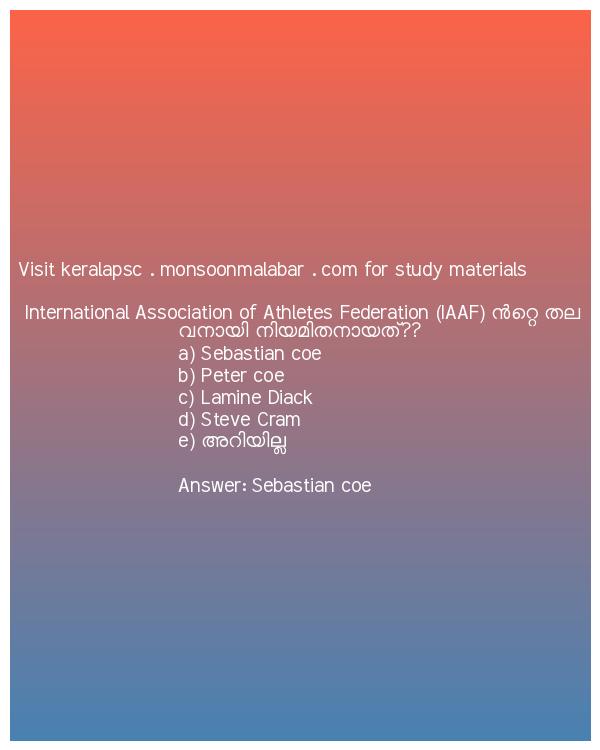 Visit keralapsc . monsoonmalabar . com for study materials
International Association of Athletes Federation (IAAF) ൻറെ തല
വനായി നിയമിതനായത്??
a) Sebastian coe
b) Peter coe
c) Lamine Diack
d) Steve Cram
e) അറിയില്ല
Answer: Sebastian coe